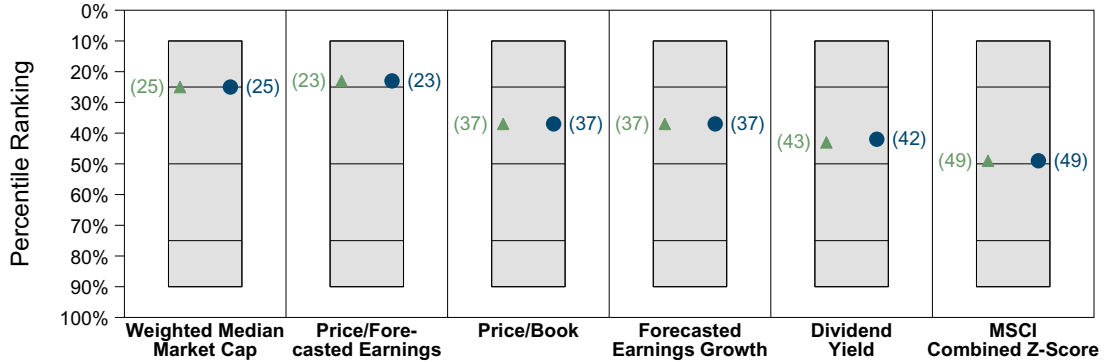 Percentile Ranking
0%
10%
20%
30%
40%
50%
60%
70%
80%
90%
100%
(25) (25)
(23) (23)
(37) (37)
(37) (37)
(43) (42)
(49) (49)
Weighted Median
Market Cap
Price/Fore-
casted Earnings
Price/Book
Forecasted
Earnings Growth
Dividend
Yield
MSCI
Combined Z-Score